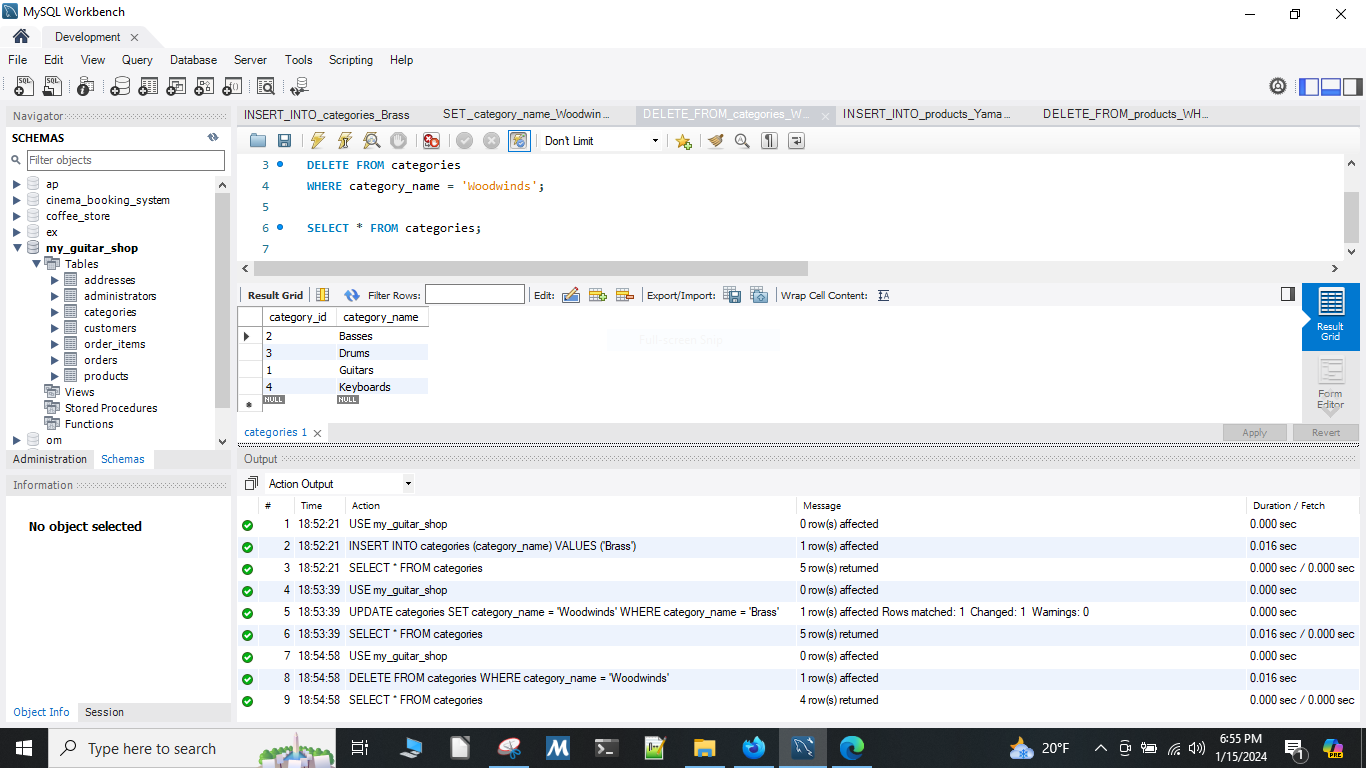 MySQL Workbench
Development
File Edit View Query Database Server Tools Scripting Help
Navigator
SCHEMAS
Filter objects
ap
cinema_booking_system
coffee_store
ex
my_guitar_shop
Tables
addresses
administrators
categories
customers
order_items
orders
products
Views
Stored Procedures
Functions
om
Administration Schemas
Information
No object selected
Object Info Session
INSERT_INTO_categories_Brass SET_category_name_Woodwin... DELETE_FROM_categories_W... INSERT_INTO_products_Yama... DELETE_FROM_products_WH...
Don't Limit
3 DELETE FROM categories
4 WHERE category_name = 'Woodwinds';
5
6 SELECT * FROM categories;
7
Result Grid Filter Rows: Edit: Export/Import: Wrap Cell Content:
category_id category_name
2 Basses
3 Drums
1 Guitars
4 Keyboards
NULL NULL
Full-screen Snip
Result Grid
Form Editor
categories 1 Apply Revert
Output
Action Output
# Time Action Message Duration / Fetch
1 18:52:21 USE my_guitar_shop 0 row(s) affected 0.000 sec
2 18:52:21 INSERT INTO categories (category_name) VALUES ('Brass') 1 row(s) affected 0.016 sec
3 18:52:21 SELECT * FROM categories 5 row(s) returned 0.000 sec / 0.000 sec
4 18:53:39 USE my_guitar_shop 0 row(s) affected 0.000 sec
5 18:53:39 UPDATE categories SET category_name = 'Woodwinds' WHERE category_name = 'Brass' 1 row(s) affected Rows matched: 1 Changed: 1 Warnings: 0 0.000 sec
6 18:53:39 SELECT * FROM categories 5 row(s) returned 0.016 sec / 0.000 sec
7 18:54:58 USE my_guitar_shop 0 row(s) affected 0.000 sec
8 18:54:58 DELETE FROM categories WHERE category_name = 'Woodwinds' 1 row(s) affected 0.016 sec
9 18:54:58 SELECT * FROM categories 4 row(s) returned 0.000 sec / 0.000 sec
Type here to search
20°F
6:55 PM
1/15/2024